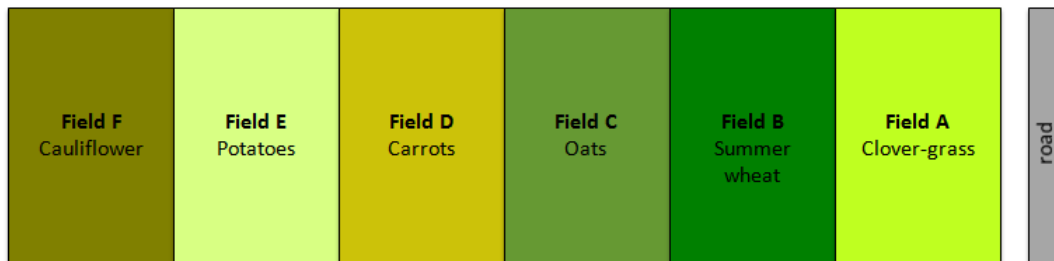 Field F
Cauliflower
Field E
Potatoes
Field D
Carrots
Field C
Oats
Field B
Summer
wheat
Field A
Clover-grass
road